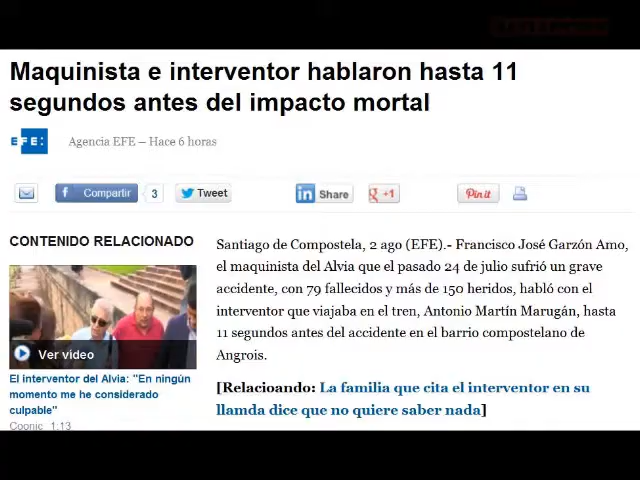 Maquinista e interventor hablaron hasta 11
segundos antes del impacto mortal
EFE:
Agencia EFE – Hace 6 horas
Compartir
3
Tweet
Share
+1
Pin it
CONTENIDO RELACIONADO
Ver video
El interventor del Alvia: "En ningún
momento me he considerado
culpable"
Coonic 1:13
Santiago de Compostela, 2 ago (EFE).- Francisco José Garzón Amo,
el maquinista del Alvia que el pasado 24 de julio sufrió un grave
accidente, con 79 fallecidos y más de 150 heridos, habló con el
interventor que viajaba en el tren, Antonio Martín Marugán, hasta
11 segundos antes del accidente en el barrio compostelano de
Angrois.
[Relacioando: La familia que cita el interventor en su
llamda dice que no quiere saber nada]